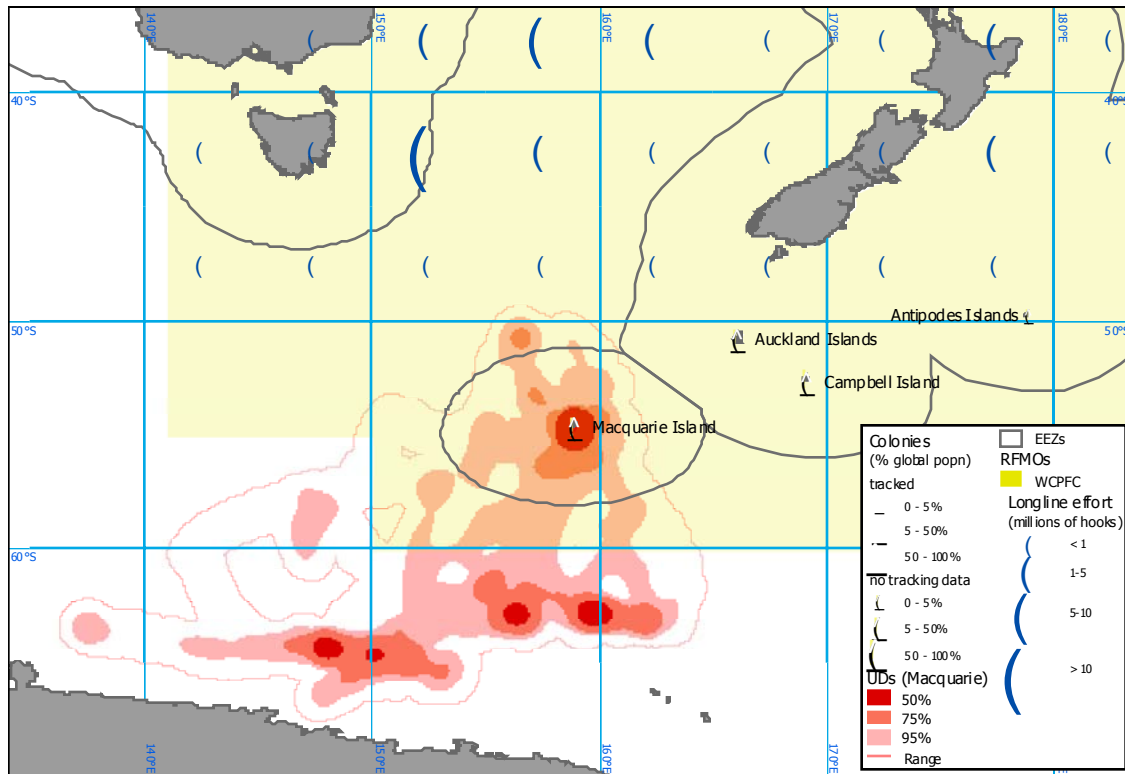 140°E
150°E
160°E
170°E
180°E
40°S
40°S
50°S
50°S
60°S
Antipodes Islands
Auckland Islands
Campbell Island
Macquarie Island
140°E
150°E
160°E
170°E
Colonies
(% global popn)
tracked
0 - 5%
5 - 50%
50 - 100%
no tracking data
0 - 5%
5 - 50%
50 - 100%
UDs (Macquarie)
50%
75%
95%
Range
EEZs
RFMOs
WCPFC
Longline effort
(millions of hooks)
< 1
1-5
5-10
> 10